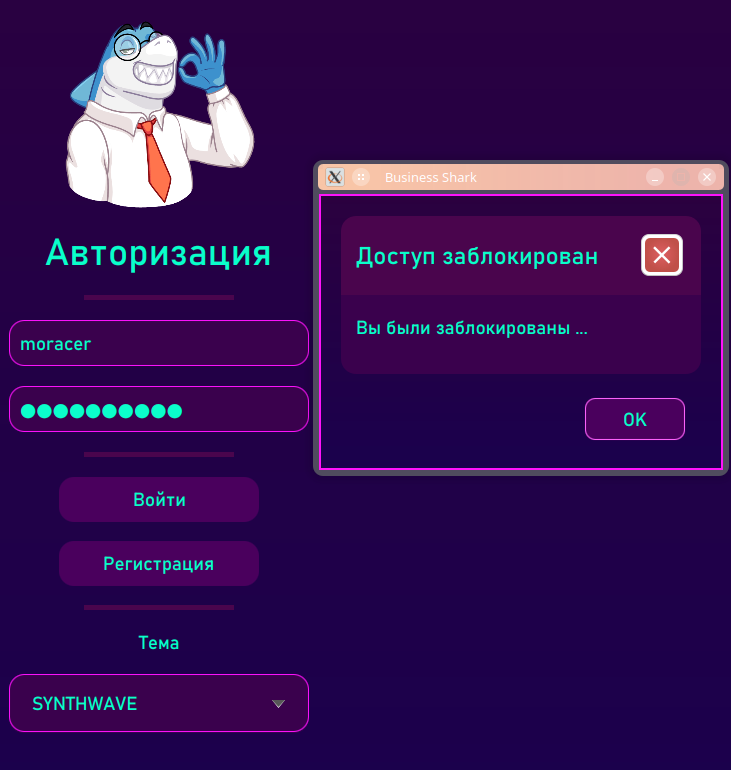 Авторизация
moracer
Войти
Регистрация
Тема
SYNTHWAVE
Business Shark
Доступ заблокирован
Вы были заблокированы ...
OK